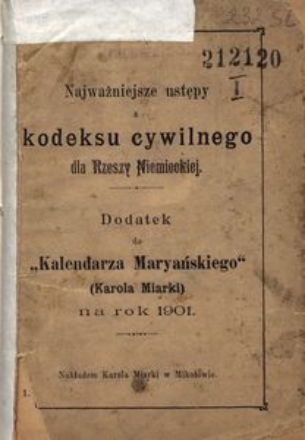 212120
I
Najważniejsze ustępy
z
kodeksu cywilnego
dla Rzeszy Niemieckiej.
Dodatek
do
„Kalendarza Maryańskiego“
(Karola Miarki)
na rok 1901.
Nakładem Karola Miarki w Mikołowie.
1.